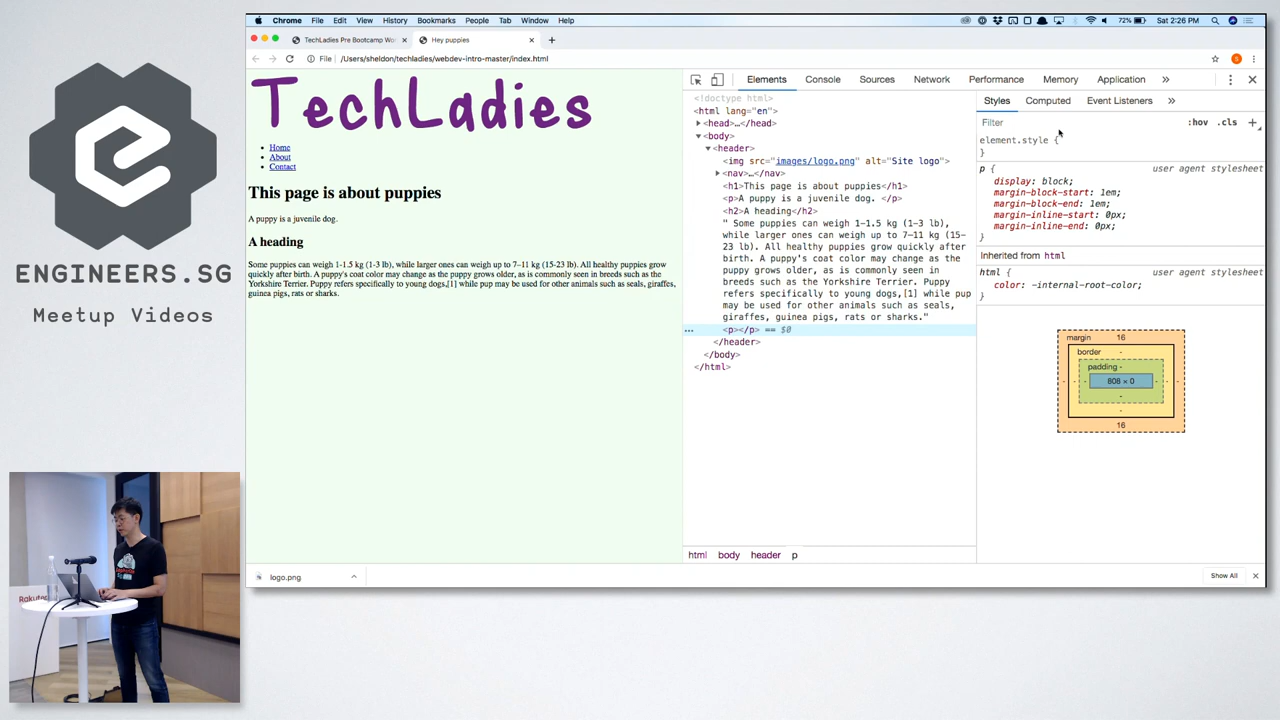 Chrome File Edit View History Bookmarks People Tab Window Help 72% Sat 2:26 PM
TechLadies Pre Bootcamp Wo Hey puppies
File /Users/sheldon/techladies/webdev-intro-master/index.html
TechLadies
Home
About
Contact
This page is about puppies
A puppy is a juvenile dog.
A heading
Some puppies can weigh 1-1.5 kg (1-3 lb), while larger ones can weigh up to 7–11 kg (15-23 lb). All healthy puppies grow
quickly after birth. A puppy's coat color may change as the puppy grows older, as is commonly seen in breeds such as the
Yorkshire Terrier. Puppy refers specifically to young dogs,[1] while pup may be used for other animals such as seals, giraffes,
guinea pigs, rats or sharks.
Elements Console Sources Network Performance Memory Application »
<!doctype html>
<html lang="en">
<head>…</head>
<body>
<header>
<img src="images/logo.png" alt="Site logo">
<nav>…</nav>
<h1>This page is about puppies</h1>
<p>A puppy is a juvenile dog. </p>
<h2>A heading</h2>
" Some puppies can weigh 1-1.5 kg (1–3 lb),
while larger ones can weigh up to 7–11 kg (15-
23 lb). All healthy puppies grow quickly after
birth. A puppy's coat color may change as the
puppy grows older, as is commonly seen in
breeds such as the Yorkshire Terrier. Puppy
refers specifically to young dogs,[1] while pup
may be used for other animals such as seals,
giraffes, guinea pigs, rats or sharks."
… <p></p> == $0
</header>
</body>
</html>
html body header p
Styles Computed Event Listeners »
Filter :hov .cls +
element.style {
}
p { user agent stylesheet
display: block;
margin-block-start: 1em;
margin-block-end: 1em;
margin-inline-start: 0px;
margin-inline-end: 0px;
}
Inherited from html
html { user agent stylesheet
color: -internal-root-color;
}
margin 16
border -
padding -
- - - 808 × 0 - - -
-
-
16
logo.png
Show All
ENGINEERS.SG
Meetup Videos
Rakuten